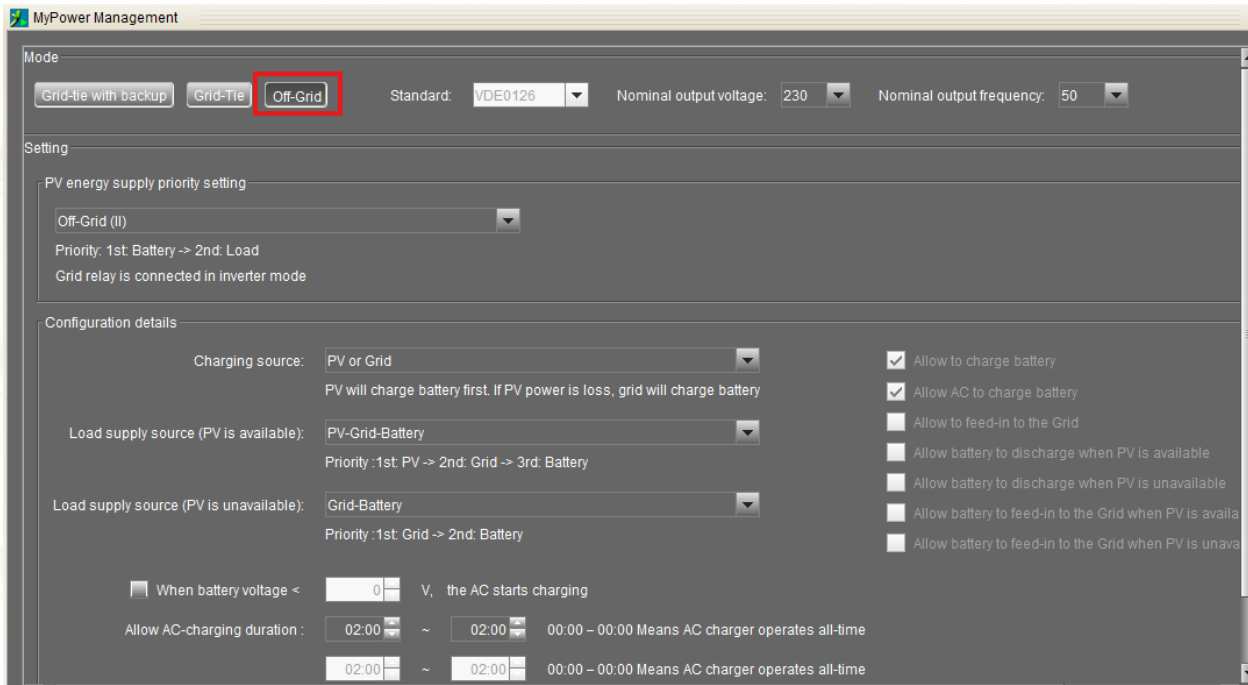 MyPower Management
Mode
Grid-tie with backup Grid-Tie Off-Grid Standard: VDE0126 Nominal output voltage: 230 Nominal output frequency: 50
Setting
PV energy supply priority setting
Off-Grid (II)
Priority: 1st: Battery -> 2nd: Load
Grid relay is connected in inverter mode
Configuration details
Charging source: PV or Grid
PV will charge battery first. If PV power is loss, grid will charge battery
Load supply source (PV is available): PV-Grid-Battery
Priority :1st: PV -> 2nd: Grid -> 3rd: Battery
Load supply source (PV is unavailable): Grid-Battery
Priority :1st: Grid -> 2nd: Battery
Allow to charge battery
Allow AC to charge battery
Allow to feed-in to the Grid
Allow battery to discharge when PV is available
Allow battery to discharge when PV is unavailable
Allow battery to feed-in to the Grid when PV is availa
Allow battery to feed-in to the Grid when PV is unava
When battery voltage < 0 V, the AC starts charging
Allow AC-charging duration : 02:00 ~ 02:00 00:00 – 00:00 Means AC charger operates all-time
02:00 ~ 02:00 00:00 – 00:00 Means AC charger operates all-time